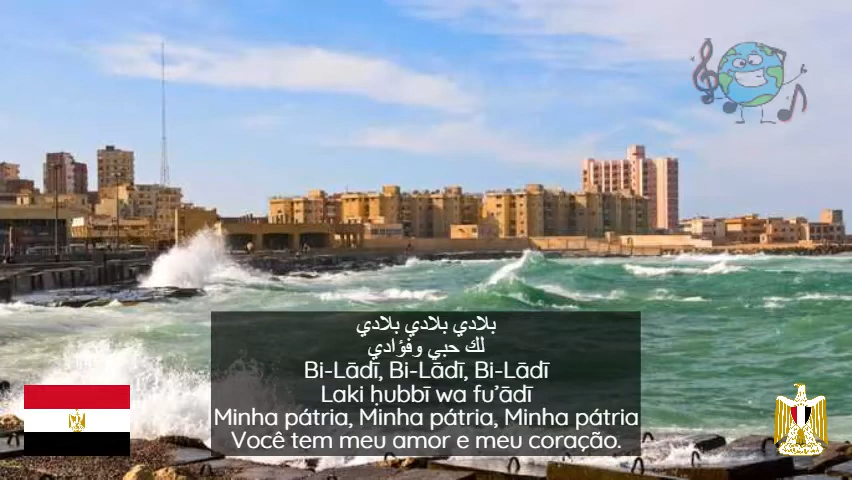 بلادي بلادي بلادي
لك حبي وفؤادي
Bi-Lādī, Bi-Lādī, Bi-Lādī
Laki ḥubbī wa fu’ādī
Minha pátria, Minha pátria, Minha pátria
Você tem meu amor e meu coração.